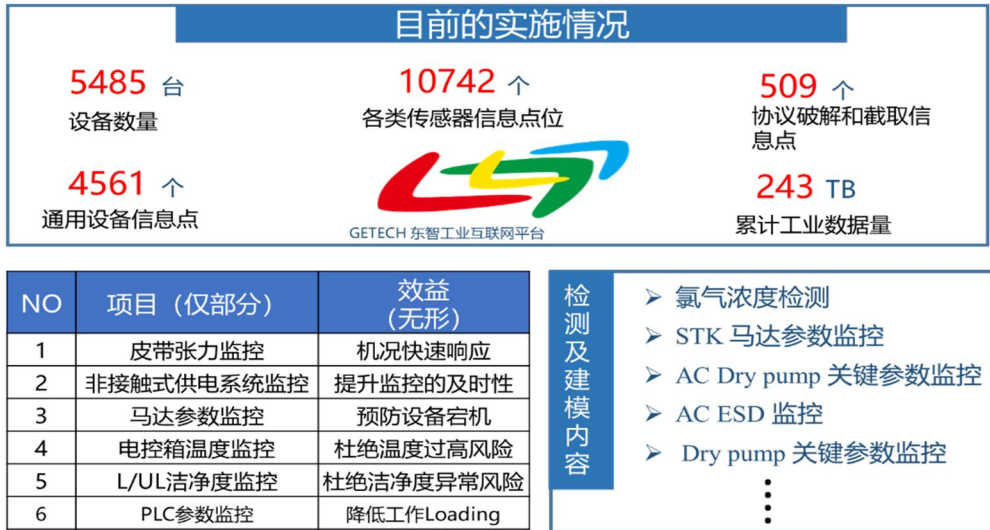 目前的实施情况
5485 台
设备数量
10742 个
各类传感器信息点位
509 个
协议破解和截取信
息点
4561 个
通用设备信息点
GETECH 东智工业互联网平台
243 TB
累计工业数据量
NO 项目（仅部分） 效益
（无形）
1 皮带张力监控 机况快速响应
2 非接触式供电系统监控 提升监控的及时性
3 马达参数监控 预防设备宕机
4 电控箱温度监控 杜绝温度过高风险
5 L/UL洁净度监控 杜绝洁净度异常风险
6 PLC参数监控 降低工作Loading
检测及建模内容
➢ 氯气浓度检测
➢ STK 马达参数监控
➢ AC Dry pump 关键参数监控
➢ AC ESD 监控
➢ Dry pump 关键参数监控